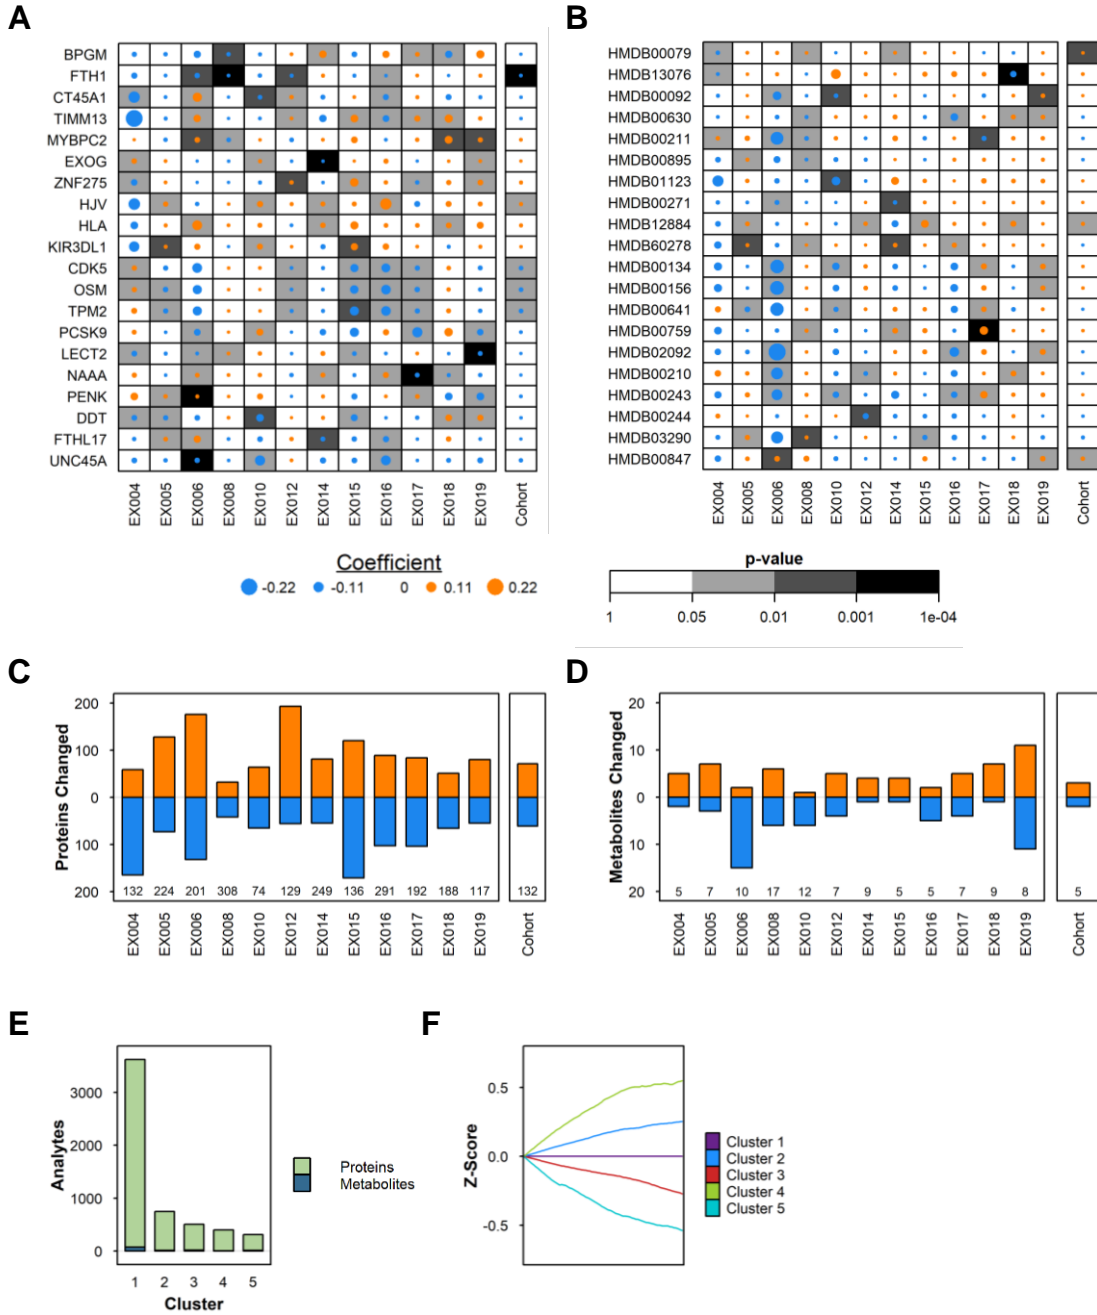 A
BPGM
FTH1
CT45A1
TIMM13
MYBPC2
EXOG
ZNF275
HJV
HLA
KIR3DL1
CDK5
OSM
TPM2
PCSK9
LECT2
NAAA
PENK
DDT
FTHL17
UNC45A
EX004 EX005 EX006 EX008 EX010 EX012 EX014 EX015 EX016 EX017 EX018 EX019 Cohort
B
HMDB00079
HMDB13076
HMDB00092
HMDB00630
HMDB00211
HMDB00895
HMDB01123
HMDB00271
HMDB12884
HMDB60278
HMDB00134
HMDB00156
HMDB00641
HMDB00759
HMDB02092
HMDB00210
HMDB00243
HMDB00244
HMDB03290
HMDB00847
EX004 EX005 EX006 EX008 EX010 EX012 EX014 EX015 EX016 EX017 EX018 EX019 Cohort
Coefficient
-0.22 -0.11 0 0.11 0.22
p-value
1 0.05 0.01 0.001 1e-04
C
Proteins Changed
200
100
0
100
200
132 224 201 308 74 129 249 136 291 192 188 117 132
EX004 EX005 EX006 EX008 EX010 EX012 EX014 EX015 EX016 EX017 EX018 EX019 Cohort
D
Metabolites Changed
20
10
0
10
20
5 7 10 17 12 7 9 5 5 7 9 8 5
EX004 EX005 EX006 EX008 EX010 EX012 EX014 EX015 EX016 EX017 EX018 EX019 Cohort
E
Analytes
3000
2000
1000
0
1 2 3 4 5
Cluster
Proteins
Metabolites
F
Z-Score
0.5
0.0
-0.5
Cluster 1
Cluster 2
Cluster 3
Cluster 4
Cluster 5